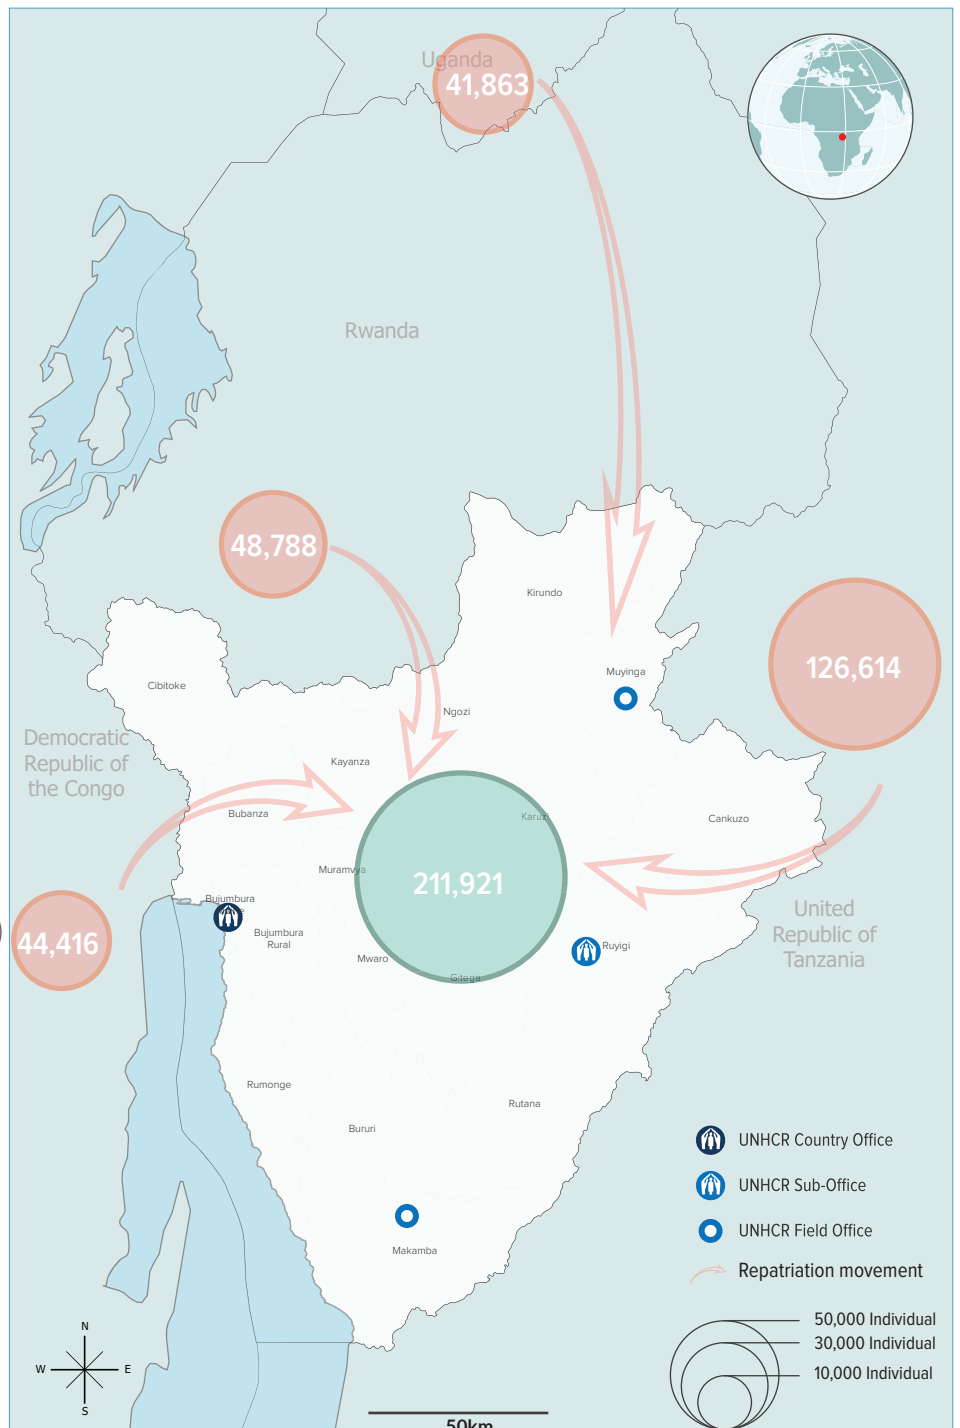 Uganda
41,863
Rwanda
48,788
Kirundo
126,614
Muyinga
Cibitoke
Ngozi
Democratic
Republic of
the Congo
Kayanza
Bubanza
Karuzi
Cankuzo
Muramvya
211,921
Bujumbura
44,416
Bujumbura
Rural
United
Republic of
Tanzania
Mwaro
Ruyigi
Gitega
Rumonge
Rutana
Bururi
Makamba
UNHCR Country Office
UNHCR Sub-Office
UNHCR Field Office
Repatriation movement
50,000 Individual
30,000 Individual
10,000 Individual
N
W E
S
50km